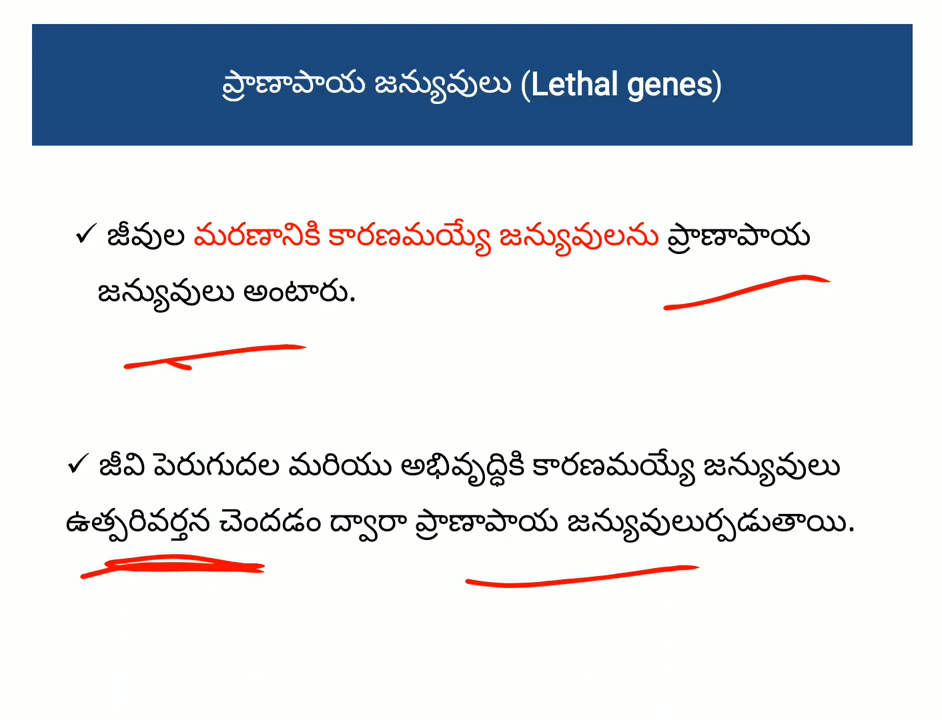 ప్రాణాపాయ జన్యువులు (Lethal genes)
✓ జీవుల మరణానికి కారణమయ్యే జన్యువులను ప్రాణాపాయ
జన్యువులు అంటారు.
✓ జీవి పెరుగుదల మరియు అభివృద్ధికి కారణమయ్యే జన్యువులు
ఉత్పరివర్తన చెందడం ద్వారా ప్రాణాపాయ జన్యువులుర్పడుతాయి.